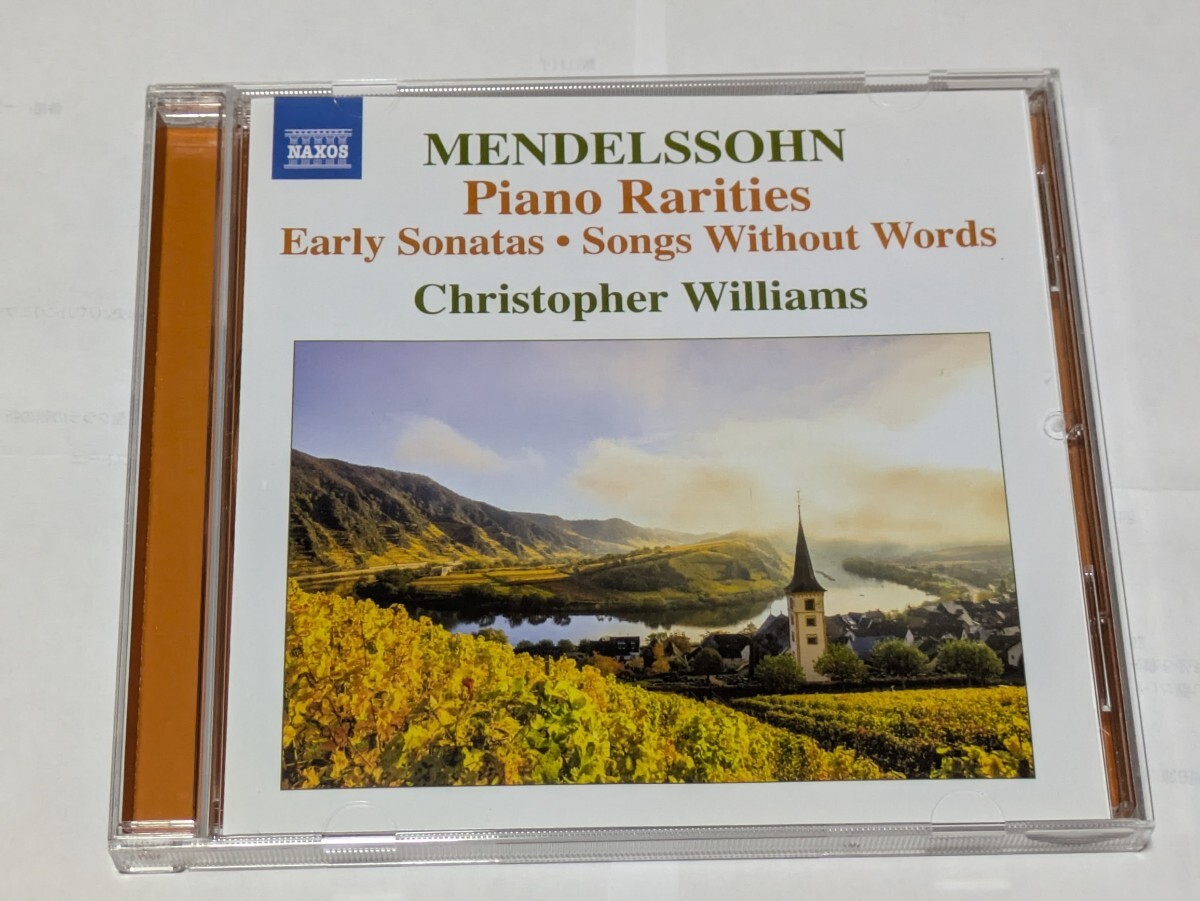 NAXOS
MENDELSSOHN
Piano Rarities
Early Sonatas • Songs Without Words
Christopher Williams